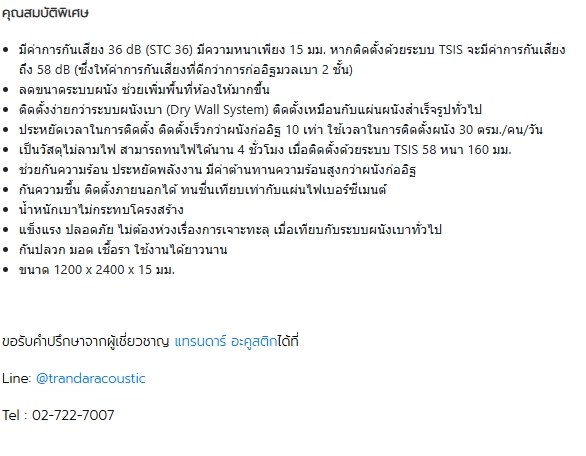 คุณสมบัติพิเศษ
• มีค่าการกันเสียง 36 dB (STC 36) มีความหนาเพียง 15 มม. หากติดตั้งด้วยระบบ TSIS จะมีค่าการกันเสียง
ถึง 58 dB (ซึ่งให้ค่าการกันเสียงที่ดีกว่าการก่ออิฐมวลเบา 2 ชั้น)
• ลดขนาดระบบผนัง ช่วยเพิ่มพื้นที่ห้องให้มากขึ้น
• ติดตั้งง่ายกว่าระบบผนังเบา (Dry Wall System) ติดตั้งเหมือนกับแผ่นผนังสำเร็จรูปทั่วไป
• ประหยัดเวลาในการติดตั้ง ติดตั้งเร็วกว่าผนังก่ออิฐ 10 เท่า ใช้เวลาในการติดตั้งผนัง 30 ตรม./คน/วัน
• เป็นวัสดุไม่ลามไฟ สามารถทนไฟได้นาน 4 ชั่วโมง เมื่อติดตั้งด้วยระบบ TSIS 58 หนา 160 มม.
• ช่วยกันความร้อน ประหยัดพลังงาน มีค่าต้านทานความร้อนสูงกว่าผนังก่ออิฐ
• กันความชื้น ติดตั้งภายนอกได้ ทนชื่นเทียบเท่ากับแผ่นไฟเบอร์ซีเมนต์
• น้ำหนักเบาไม่กระทบโครงสร้าง
• แข็งแรง ปลอดภัย ไม่ต้องห่วงเรื่องการเจาะทะลุ เมื่อเทียบกับระบบผนังเบาทั่วไป
• กันปลวก มอด เชื้อรา ใช้งานได้ยาวนาน
• ขนาด 1200 x 2400 x 15 มม.
ขอรับคำปรึกษาจากผู้เชี่ยวชาญ แทรนดาร์ อะคูสติกได้ที่
Line: @trandaracoustic
Tel : 02-722-7007